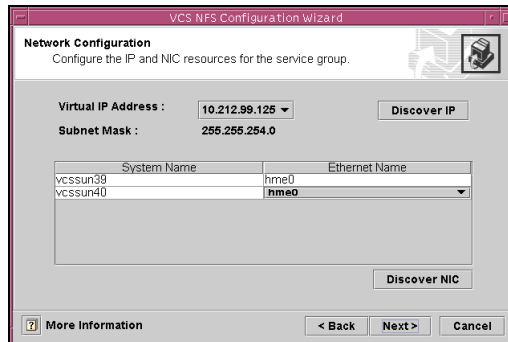 VCS NFS Configuration Wizard
Network Configuration
Configure the IP and NIC resources for the service group.
Virtual IP Address : 10.212.99.125 Discover IP
Subnet Mask : 255.255.254.0
System Name Ethernet Name
vcssun39 hme0
vcssun40 hme0
Discover NIC
? More Information < Back Next > Cancel